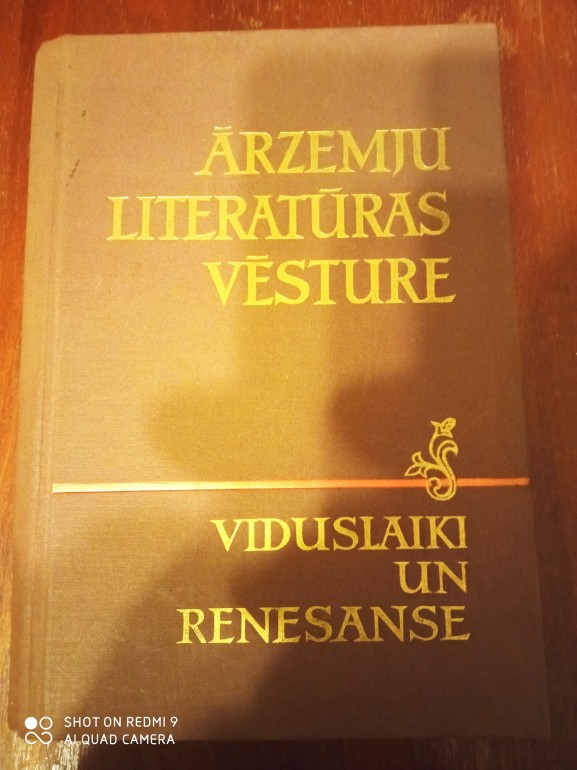 ĀRZEMJU
LITERATŪRAS
VĒSTURE
VIDUSLAIKI
UN
RENESANSE
SHOT ON REDMI 9
AI QUAD CAMERA